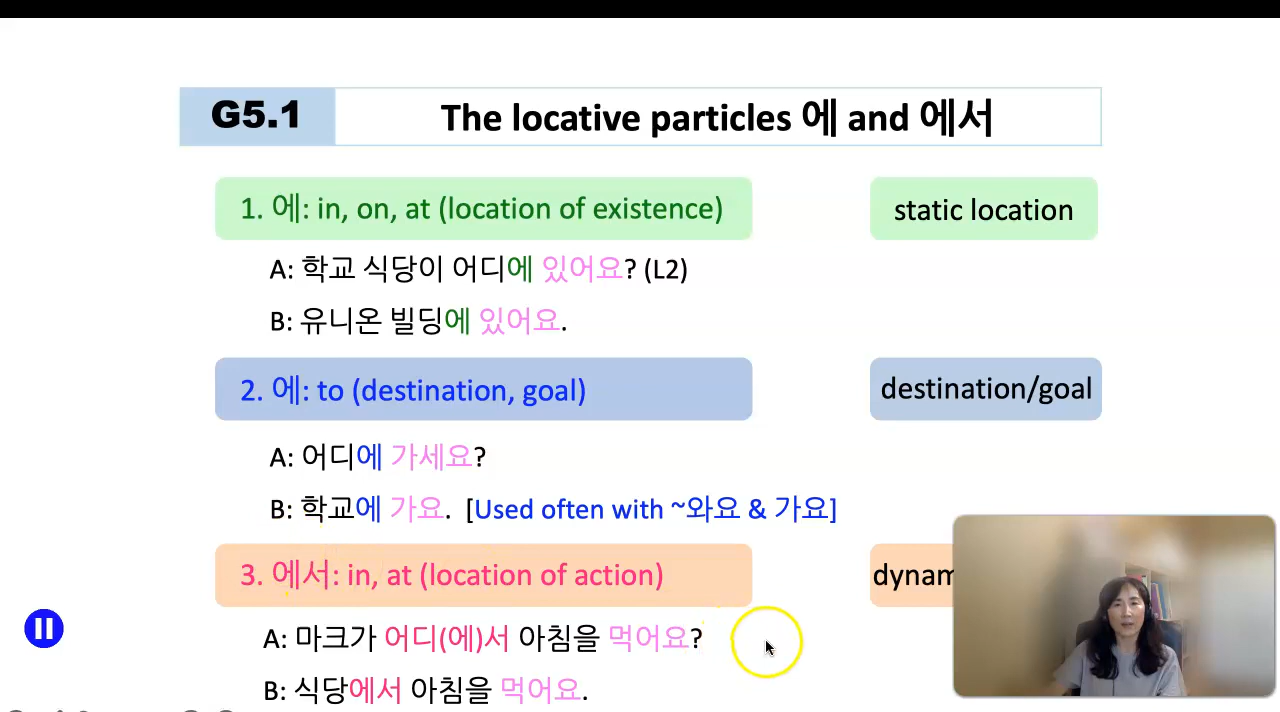 G5.1 The locative particles 에 and 에서
1. 에: in, on, at (location of existence) static location
A: 학교 식당이 어디에 있어요? (L2)
B: 유니온 빌딩에 있어요.
2. 에: to (destination, goal) destination/goal
A: 어디에 가세요?
B: 학교에 가요. [Used often with ~와요 & 가요]
3. 에서: in, at (location of action)
A: 마크가 어디(에)서 아침을 먹어요?
B: 식당에서 아침을 먹어요.